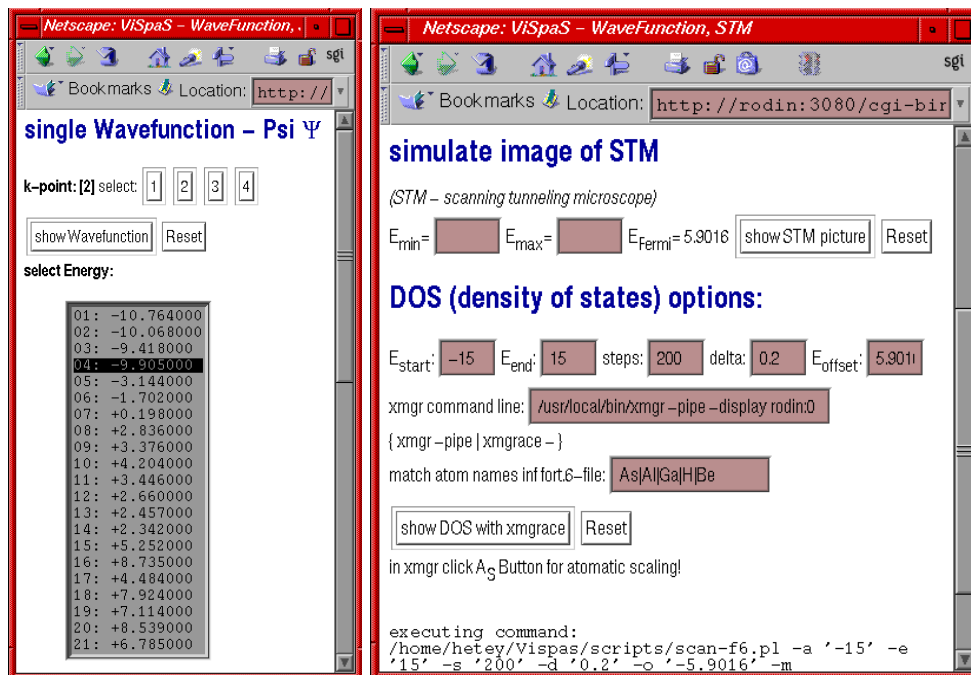 Netscape: ViSpaS – WaveFunction, .
sgi
Bookmarks Location: http://
single Wavefunction – Psi Ψ
k–point: [2] select: 1 2 3 4
show Wavefunction Reset
select Energy:
01: -10.764000
02: -10.068000
03: -9.418000
04: -9.905000
05: -3.144000
06: -1.702000
07: +0.198000
08: +2.836000
09: +3.376000
10: +4.204000
11: +3.446000
12: +2.660000
13: +2.457000
14: +2.342000
15: +5.252000
16: +8.735000
17: +4.484000
18: +7.924000
19: +7.114000
20: +8.539000
21: +6.785000
Netscape: ViSpaS – WaveFunction, STM
sgi
Bookmarks Location: http://rodin:3080/cgi-bir
simulate image of STM
(STM – scanning tunneling microscope)
Emin= Emax= EFermi= 5.9016 show STM picture Reset
DOS (density of states) options:
Estart: –15 Eend: 15 steps: 200 delta: 0.2 Eoffset: 5.901
xmgr command line: /usr/local/bin/xmgr –pipe –display rodin:0
{ xmgr –pipe | xmgrace – }
match atom names inf fort.6–file: As|Al|Ga|H|Be
show DOS with xmgrace Reset
in xmgr click AS Button for atomatic scaling!
executing command:
/home/hetey/Vispas/scripts/scan-f6.pl -a '-15' -e
'15' -s '200' -d '0.2' -o '-5.9016' -m